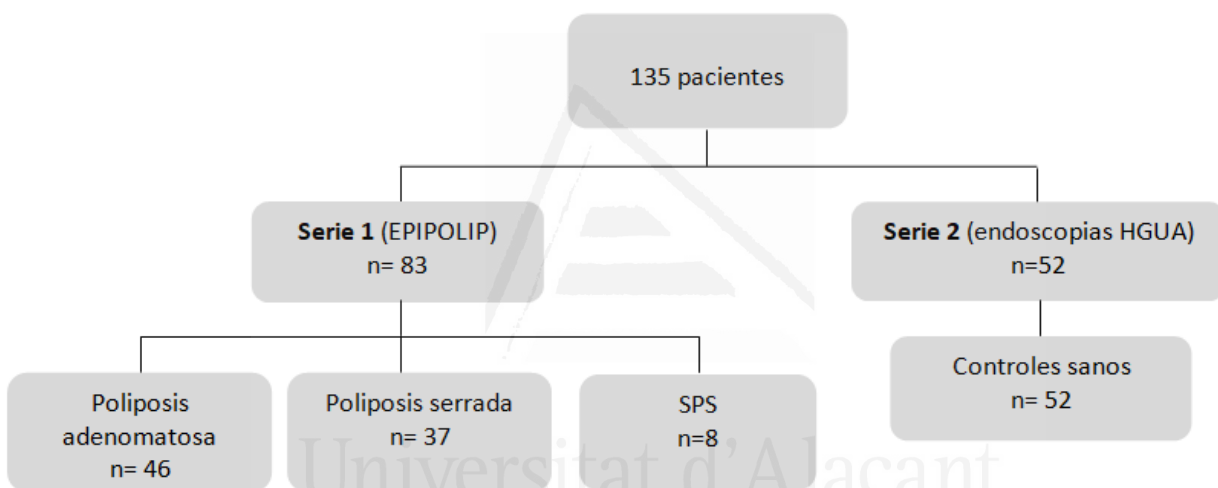 135 pacientes
Serie 1 (EPIPOLIP)
n= 83
Serie 2 (endoscopias HGUA)
n=52
Poliposis
adenomatosa
n= 46
Poliposis serrada
n= 37
SPS
n=8
Controles sanos
n= 52
Universitat d'Alacant